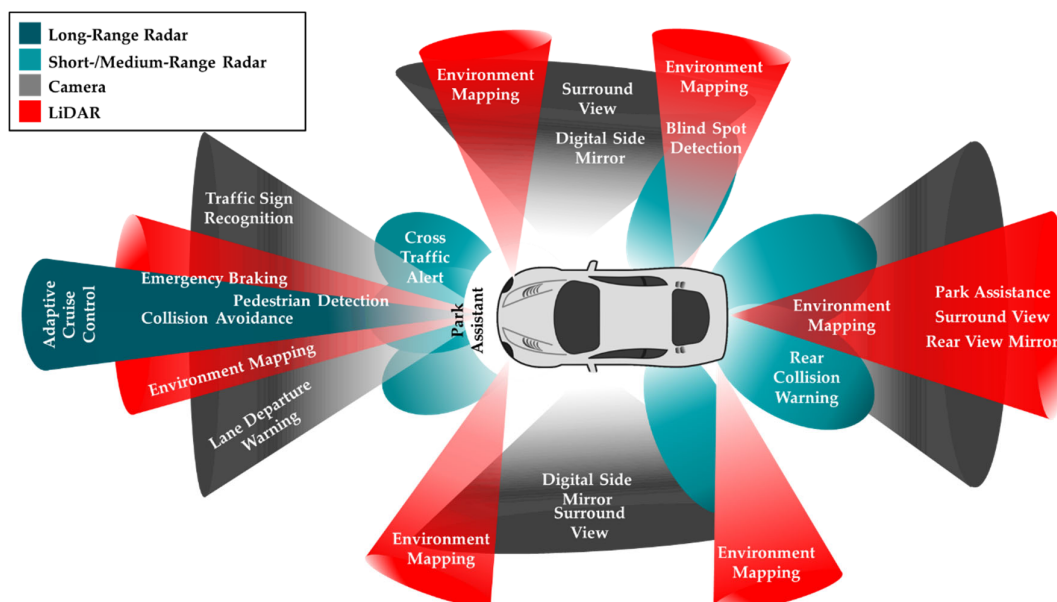 Long-Range Radar
Short-/Medium-Range Radar
Camera
LiDAR
Environment
Mapping
Surround
View
Digital Side
Mirror
Environment
Mapping
Blind Spot
Detection
Traffic Sign
Recognition
Cross
Traffic
Alert
Emergency Braking
Pedestrian Detection
Collision Avoidance
Adaptive
Cruse
Control
Park
Assistant
Environment Mapping
Lane Departure
Warning
Environment
Mapping
Park Assistance
Surround View
Rear View Mirror
Rear
Collision
Warning
Digital Side
Mirror
Surround
View
Environment
Mapping
Environment
Mapping